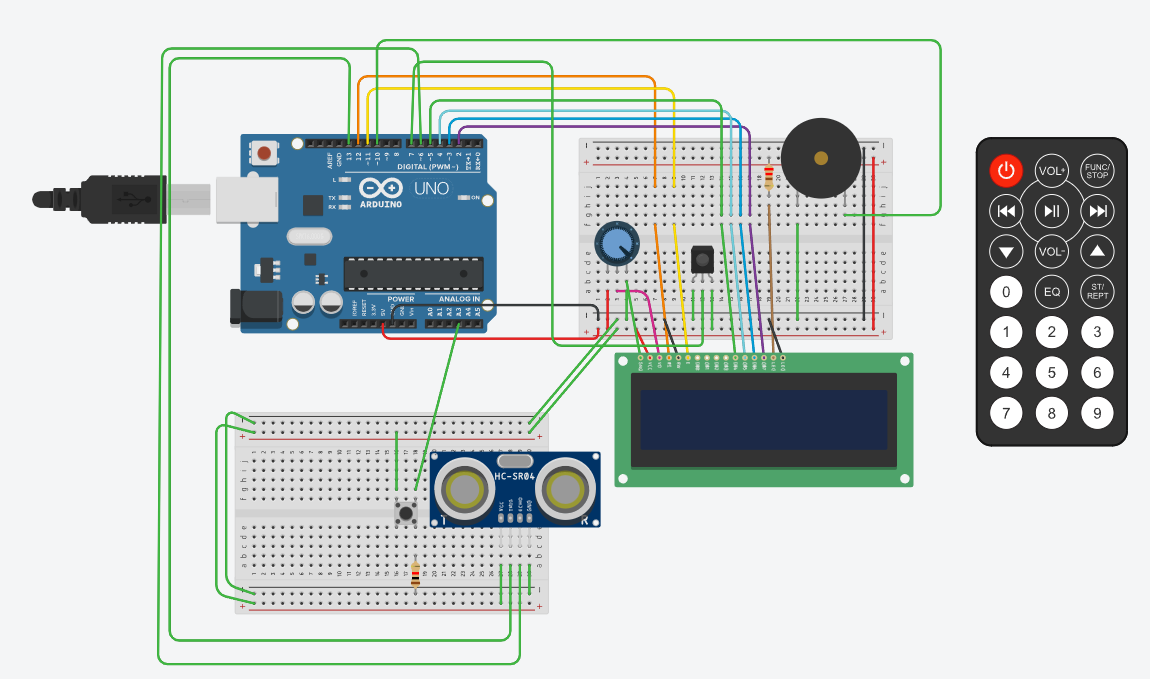 AREF
GND
13
12
~11
~10
~9
8
7
~6
~5
4
~3
2
TX→1
RX←0
DIGITAL (PWM~)
L
TX
RX
UNO
ARDUINO
ON
IOREF
RESET
3.3V
5V
GND
Vin
POWER
ANALOG IN
A0
A1
A2
A3
A4
A5
HC-SR04
VCC
TRIG
ECHO
GND
T
R
VOL+
FUNC/
STOP
VOL-
0
EQ
ST/
REPT
1
2
3
4
5
6
7
8
9